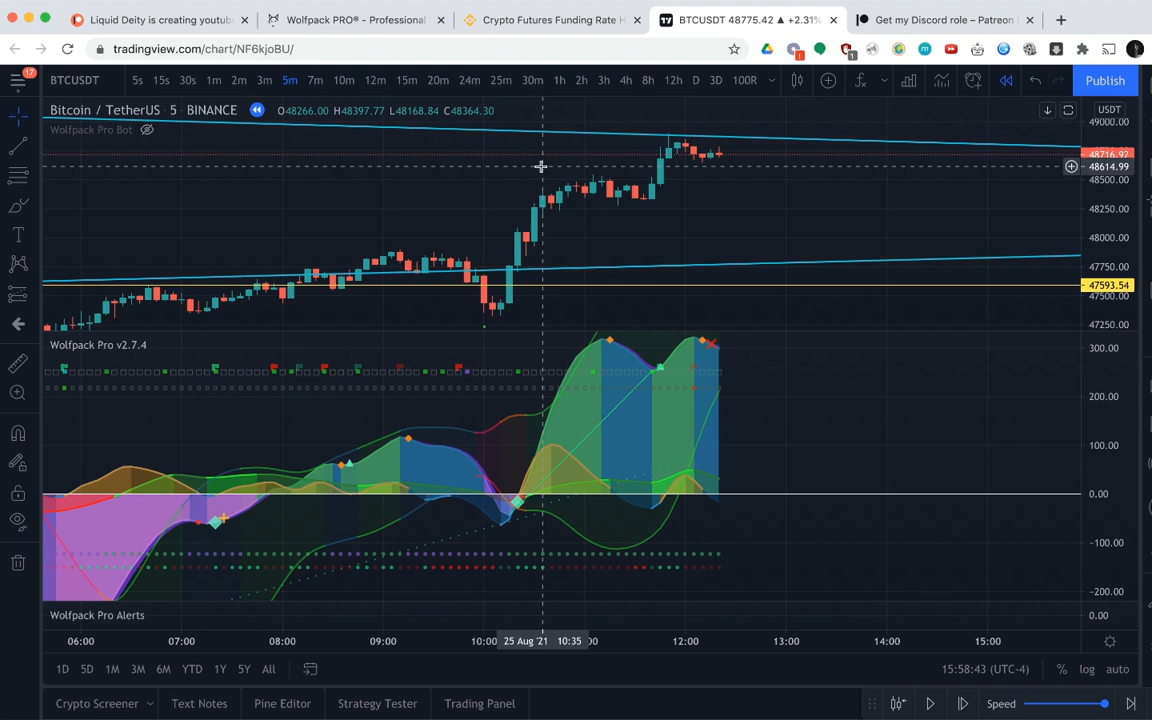 Liquid Deity is creating youtube
Wolfpack PRO® - Professional
Crypto Futures Funding Rate H
BTCUSDT 48775.42 ▲ +2.31%
Get my Discord role – Patreon
tradingview.com/chart/NF6kjoBU/
17
BTCUSDT 5s 15s 30s 1m 2m 3m 5m 7m 10m 12m 15m 20m 24m 25m 30m 1h 2h 3h 4h 8h 12h D 3D 100R Publish
Bitcoin / TetherUS · 5 · BINANCE O48266.00 H48397.77 L48168.84 C48364.30 USDT
Wolfpack Pro Bot
49000.00
48716.92
48614.99
48500.00
48250.00
48000.00
47750.00
47593.54
47500.00
47250.00
Wolfpack Pro v2.7.4
300.00
200.00
100.00
0.00
−100.00
−200.00
Wolfpack Pro Alerts
0.00
06:00 07:00 08:00 09:00 10:00 25 Aug '21 10:35 12:00 13:00 14:00 15:00
1D 5D 1M 3M 6M YTD 1Y 5Y All 15:58:43 (UTC-4) % log auto
Crypto Screener Text Notes Pine Editor Strategy Tester Trading Panel Speed